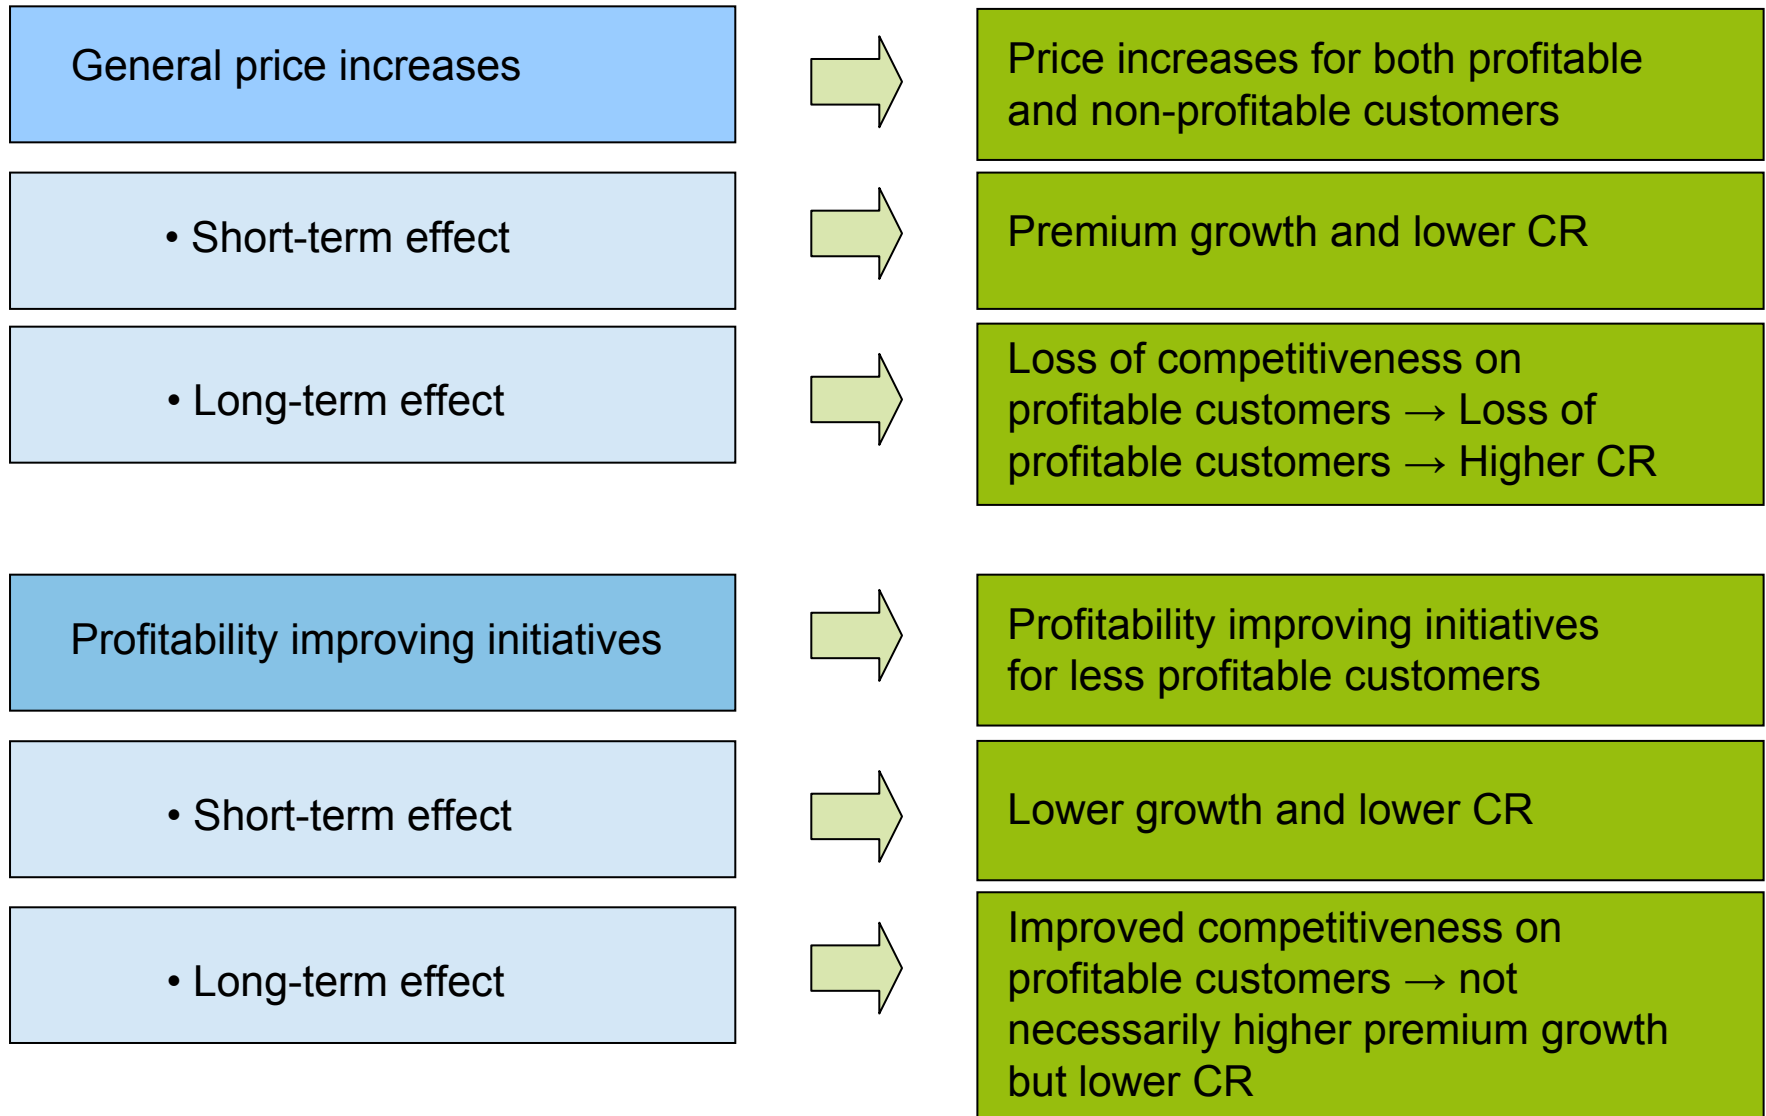 General price increases
Price increases for both profitable
and non-profitable customers
• Short-term effect
Premium growth and lower CR
• Long-term effect
Loss of competitiveness on
profitable customers → Loss of
profitable customers → Higher CR
Profitability improving initiatives
Profitability improving initiatives
for less profitable customers
• Short-term effect
Lower growth and lower CR
• Long-term effect
Improved competitiveness on
profitable customers → not
necessarily higher premium growth
but lower CR